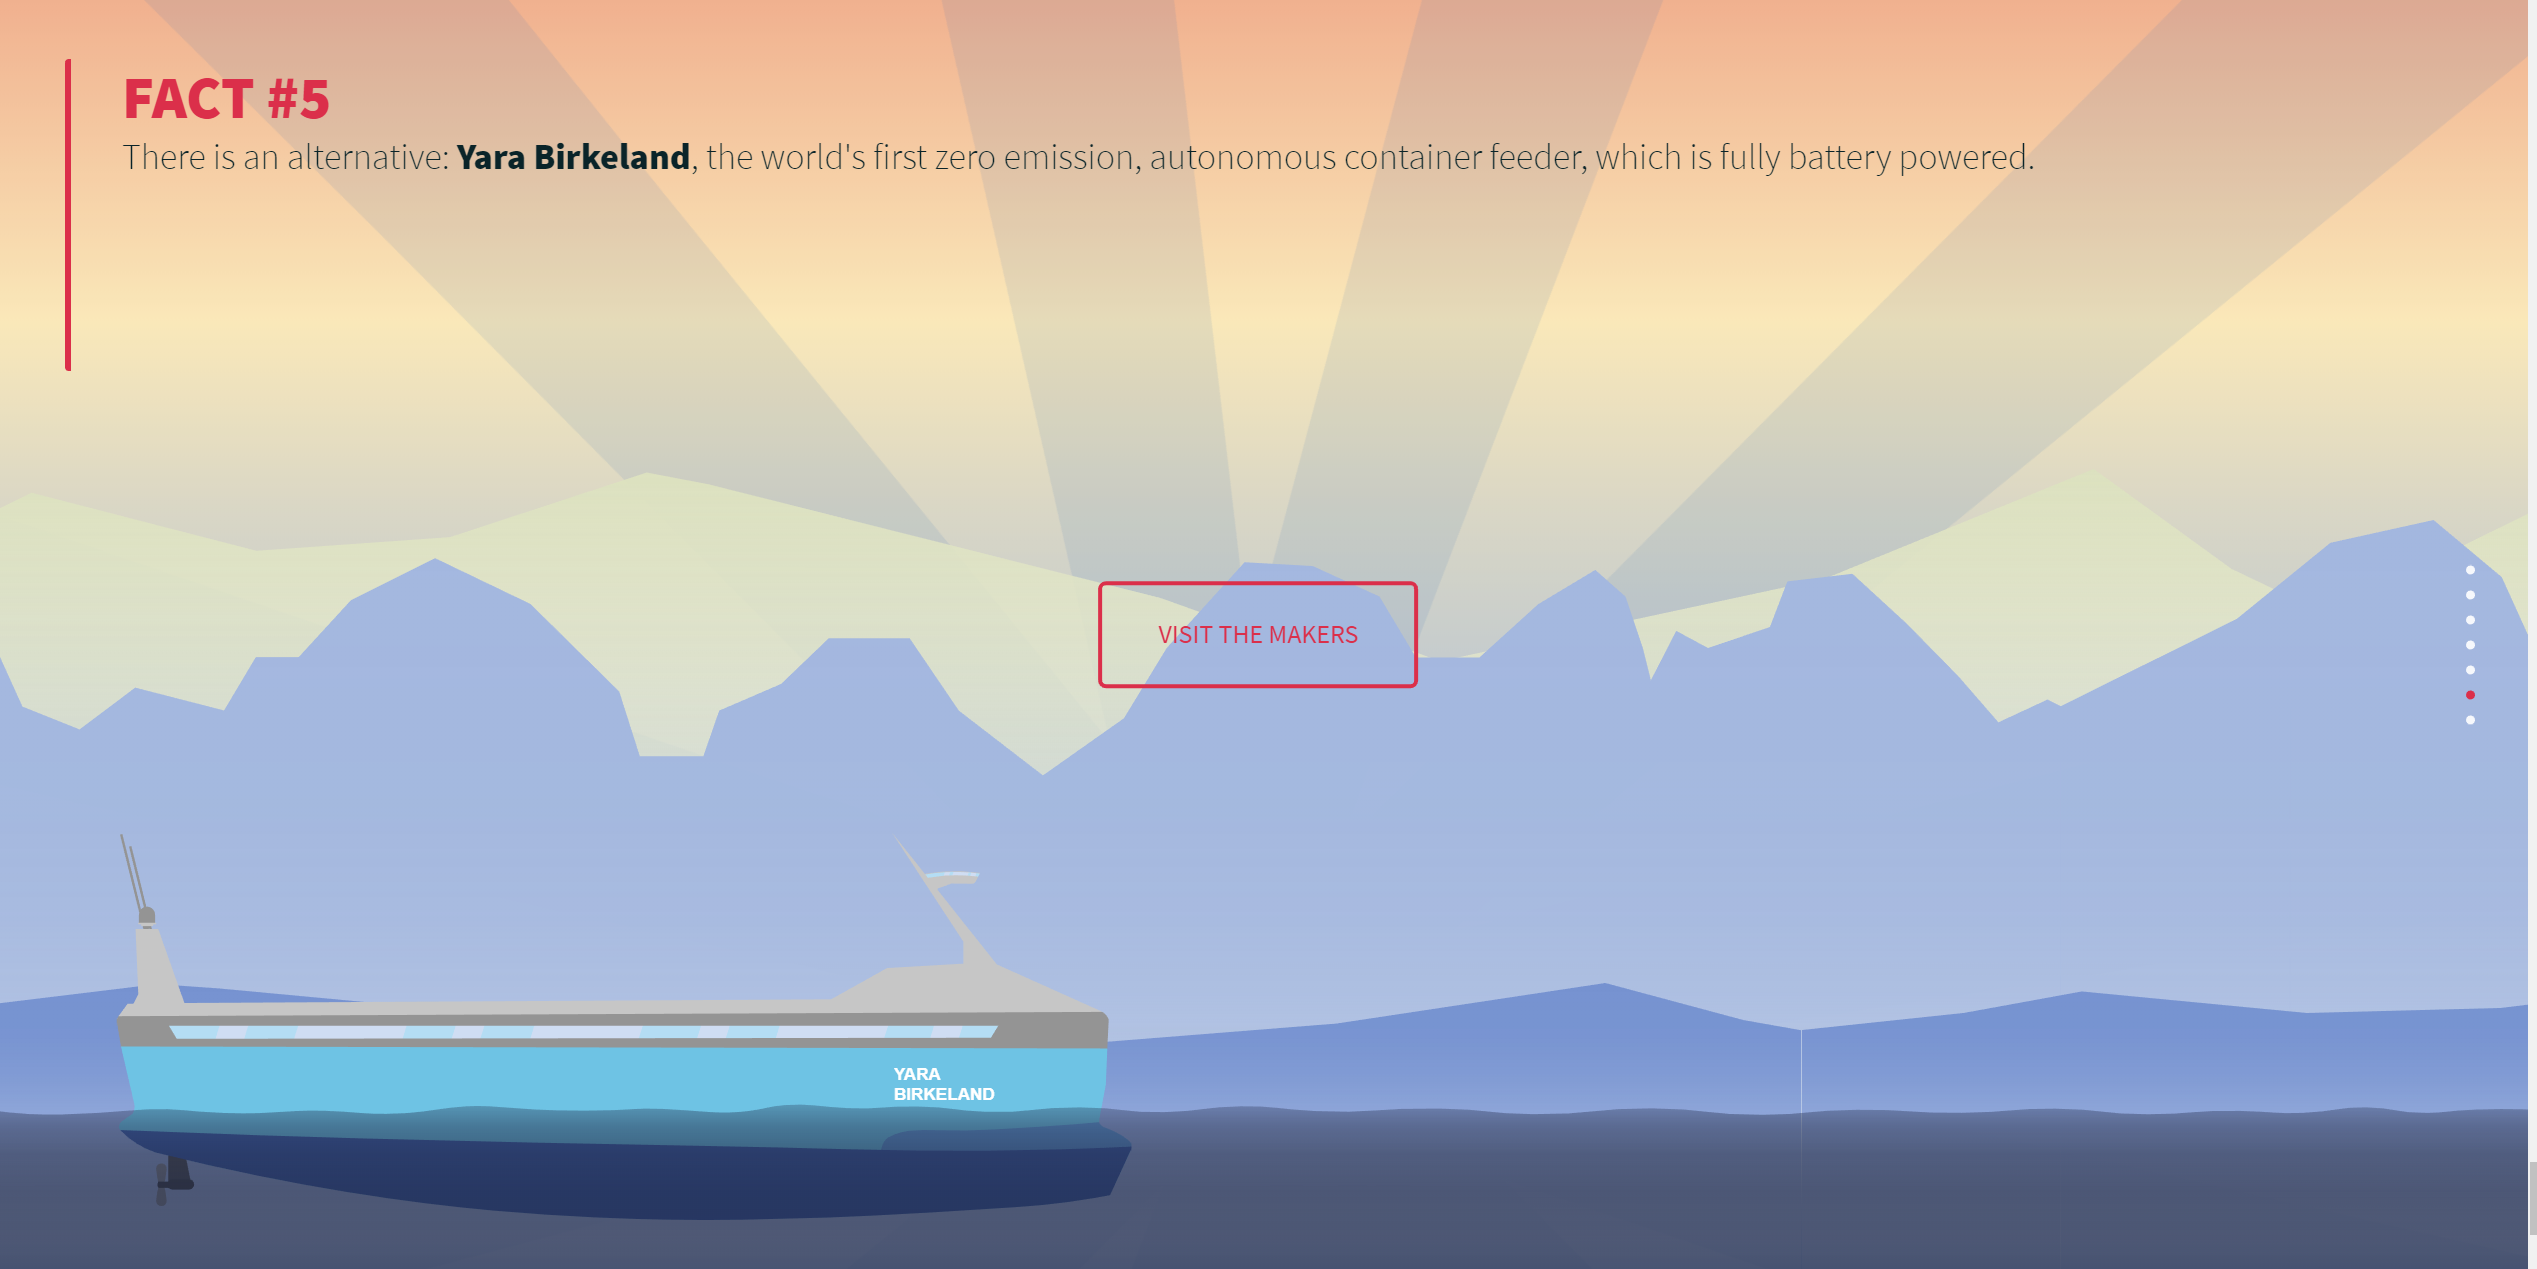 FACT #5
There is an alternative: Yara Birkeland, the world's first zero emission, autonomous container feeder, which is fully battery powered.
VISIT THE MAKERS
YARA
BIRKELAND